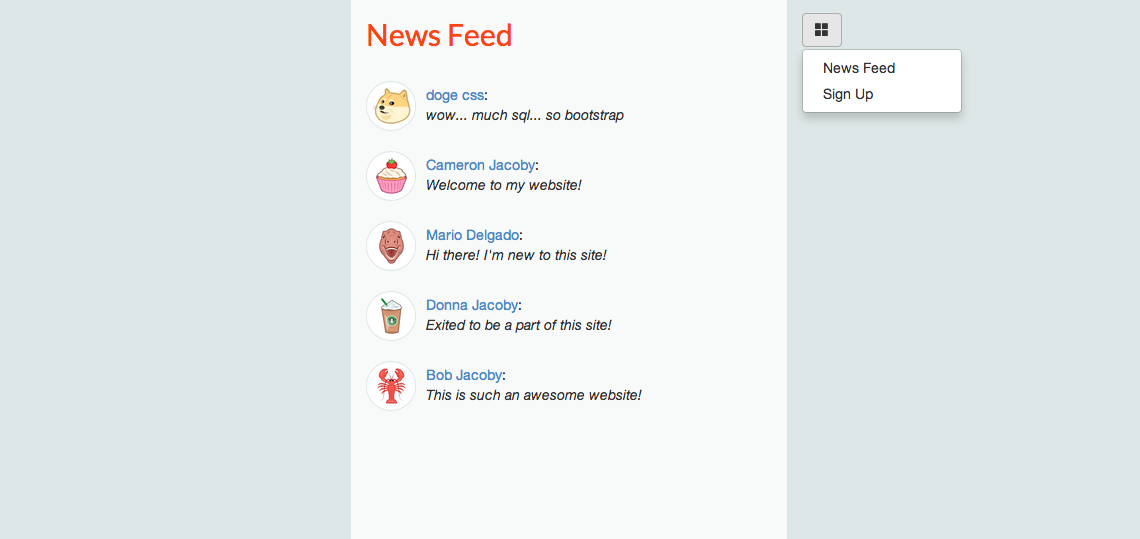 News Feed
doge css:
wow... much sql... so bootstrap
Cameron Jacoby:
Welcome to my website!
Mario Delgado:
Hi there! I'm new to this site!
Donna Jacoby:
Exited to be a part of this site!
Bob Jacoby:
This is such an awesome website!
News Feed
Sign Up